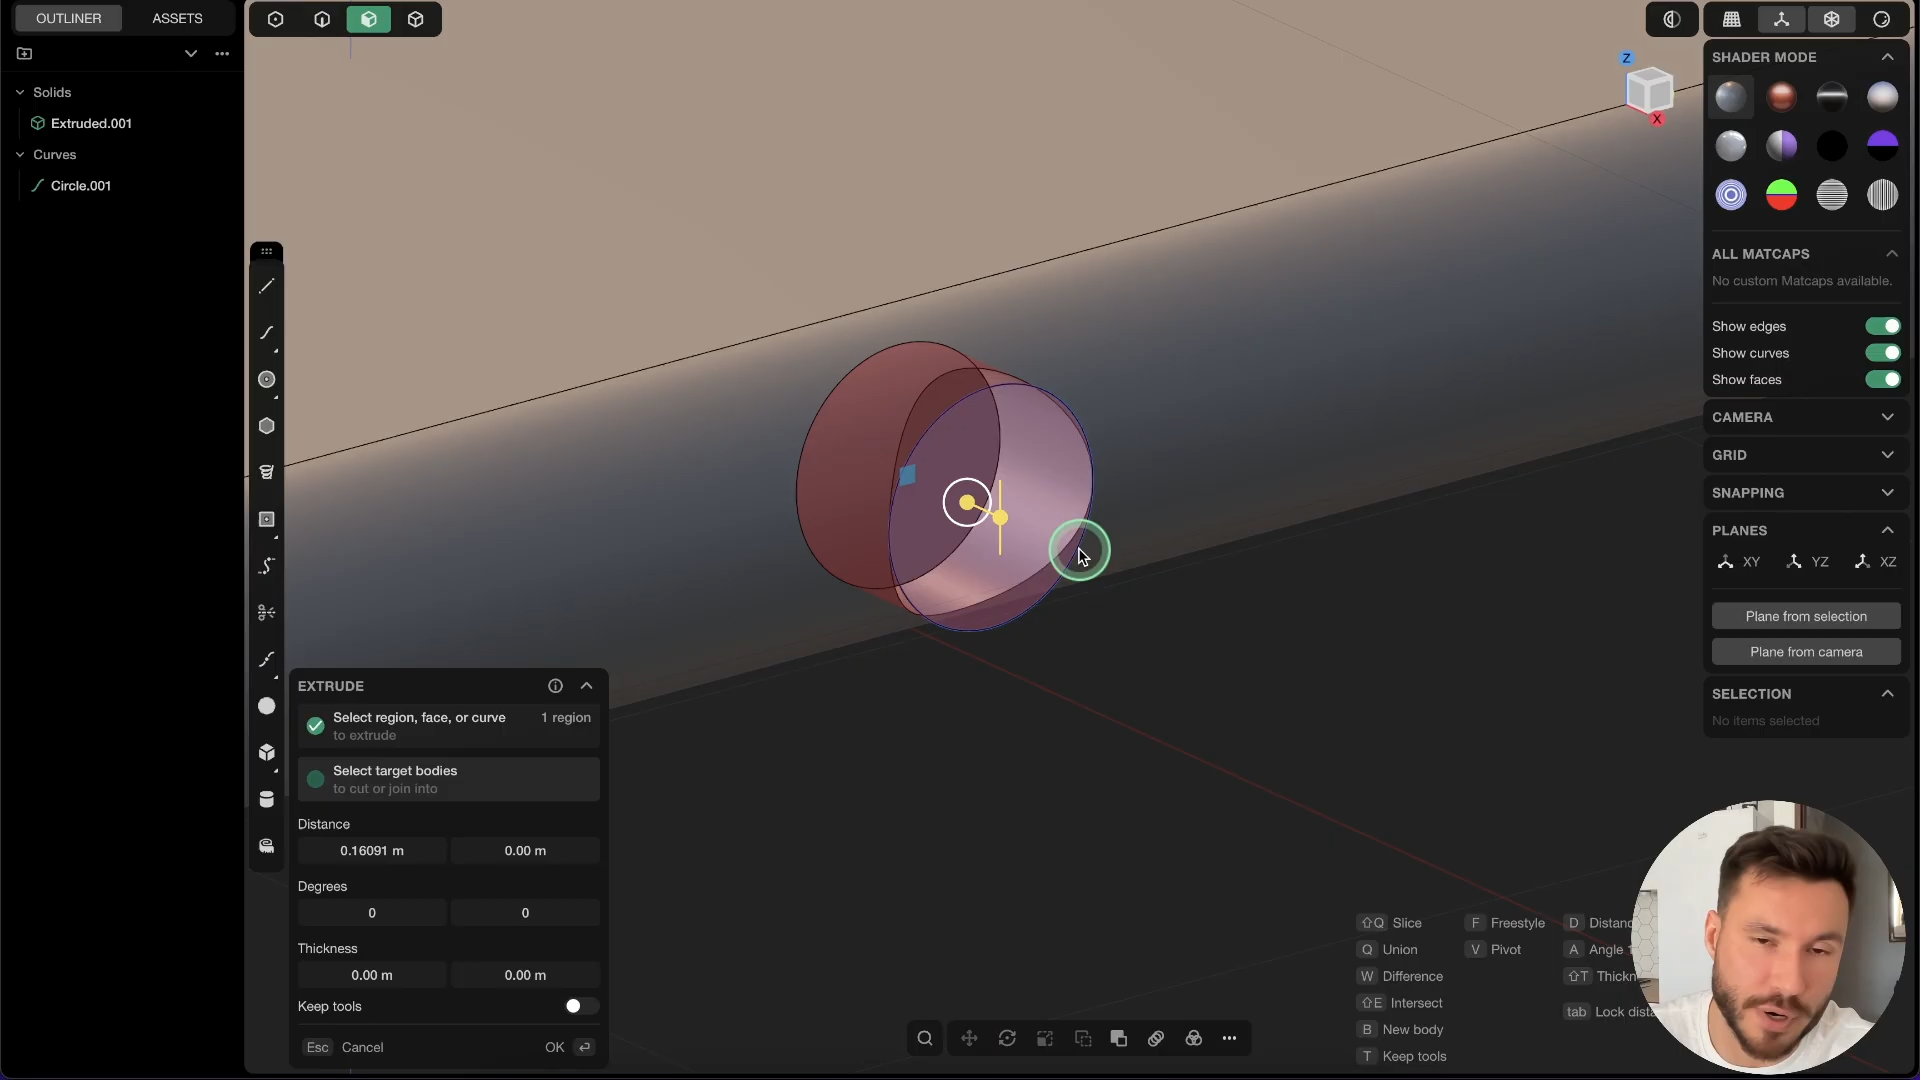 OUTLINER
ASSETS
Solids
Extruded.001
Curves
Circle.001
Z
X
SHADER MODE
ALL MATCAPS
No custom Matcaps available.
Show edges
Show curves
Show faces
CAMERA
GRID
SNAPPING
PLANES
XY
YZ
XZ
Plane from selection
Plane from camera
SELECTION
No items selected
EXTRUDE
Select region, face, or curve
1 region
to extrude
Select target bodies
to cut or join into
Distance
0.16091 m
0.00 m
Degrees
0
0
Thickness
0.00 m
0.00 m
Keep tools
Esc Cancel
OK
⇧Q Slice
Q Union
W Difference
⇧E Intersect
B New body
T Keep tools
F Freestyle
V Pivot
D Distanc
A Angle
⇧T Thickn
tab Lock dista